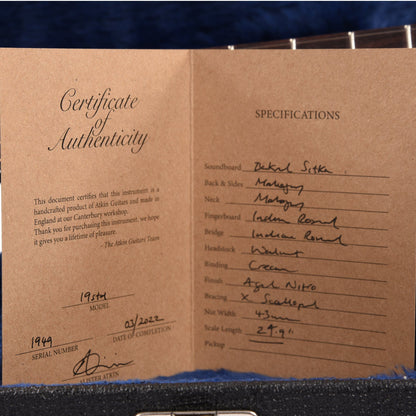 Certificate
of
Authenticity
This document certifies that this instrument is a
handcrafted product of Atkin Guitars and made in
England at our Canterbury workshop.
Thank you for purchasing this instrument, we hope
it gives you a lifetime of pleasure.
- The Atkin Guitars Team
MODEL
1949
03/2022
SERIAL NUMBER
DATE OF COMPLETION
ALISTER ATKIN
SPECIFICATIONS
Soundboard Baked Sitka
Back & Sides Mahogany
Neck Mahogany
Fingerboard Indian Rosewood
Bridge Indian Rosewood
Headstock Walnut
Binding Cream
Finish Aged Nitro
Bracing X Scalloped
Nut Width 43mm
Scale Length 24.9"
Pickup